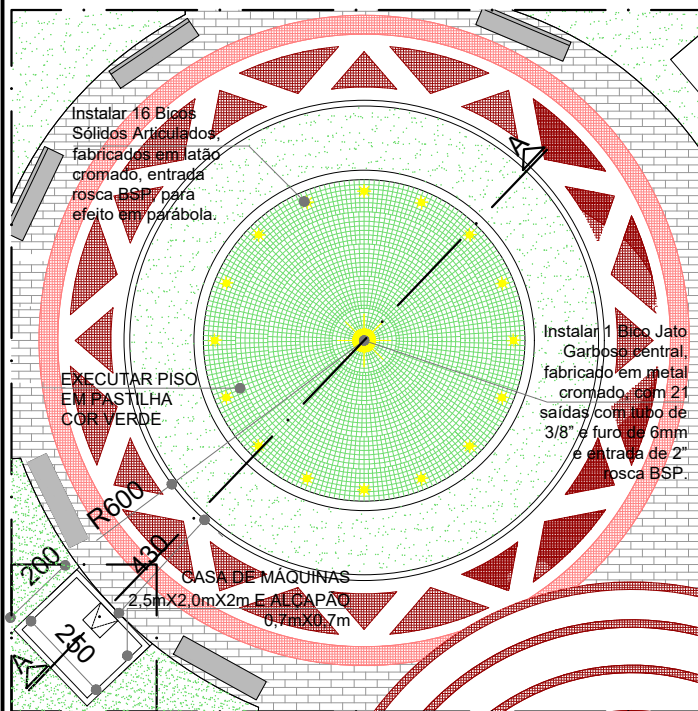 Instalar 16 Bicos
Sólidos Articulados,
fabricados em latão
cromado, entrada
rosca BSP, para
efeito em parábola.
A
Instalar 1 Bico Jato
Garboso central,
fabricado em metal
cromado, com 21
saídas com tubo de
3/8" e furo de 6mm
e entrada de 2"
rosca BSP.
EXECUTAR PISO
EM PASTILHA
COR VERDE
R600
430
200
CASA DE MÁQUINAS
2,5mX2,0mX2m E ALÇAPÃO
0,7mX0,7m
250
A